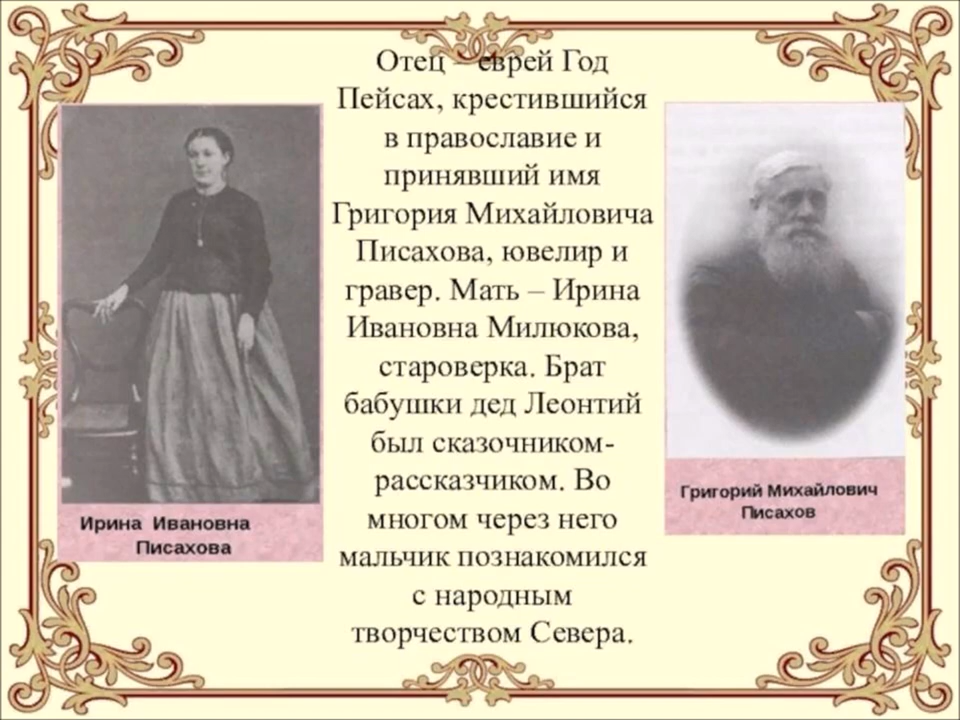 Отец – еврей Год
Пейсах, крестившийся
в православие и
принявший имя
Григория Михайловича
Писахова, ювелир и
гравер. Мать – Ирина
Ивановна Милюкова,
староверка. Брат
бабушки дед Леонтий
был сказочником-
рассказчиком. Во
многом через него
мальчик познакомился
с народным
творчеством Севера.
Ирина Ивановна
Писахова
Григорий Михайлович
Писахов